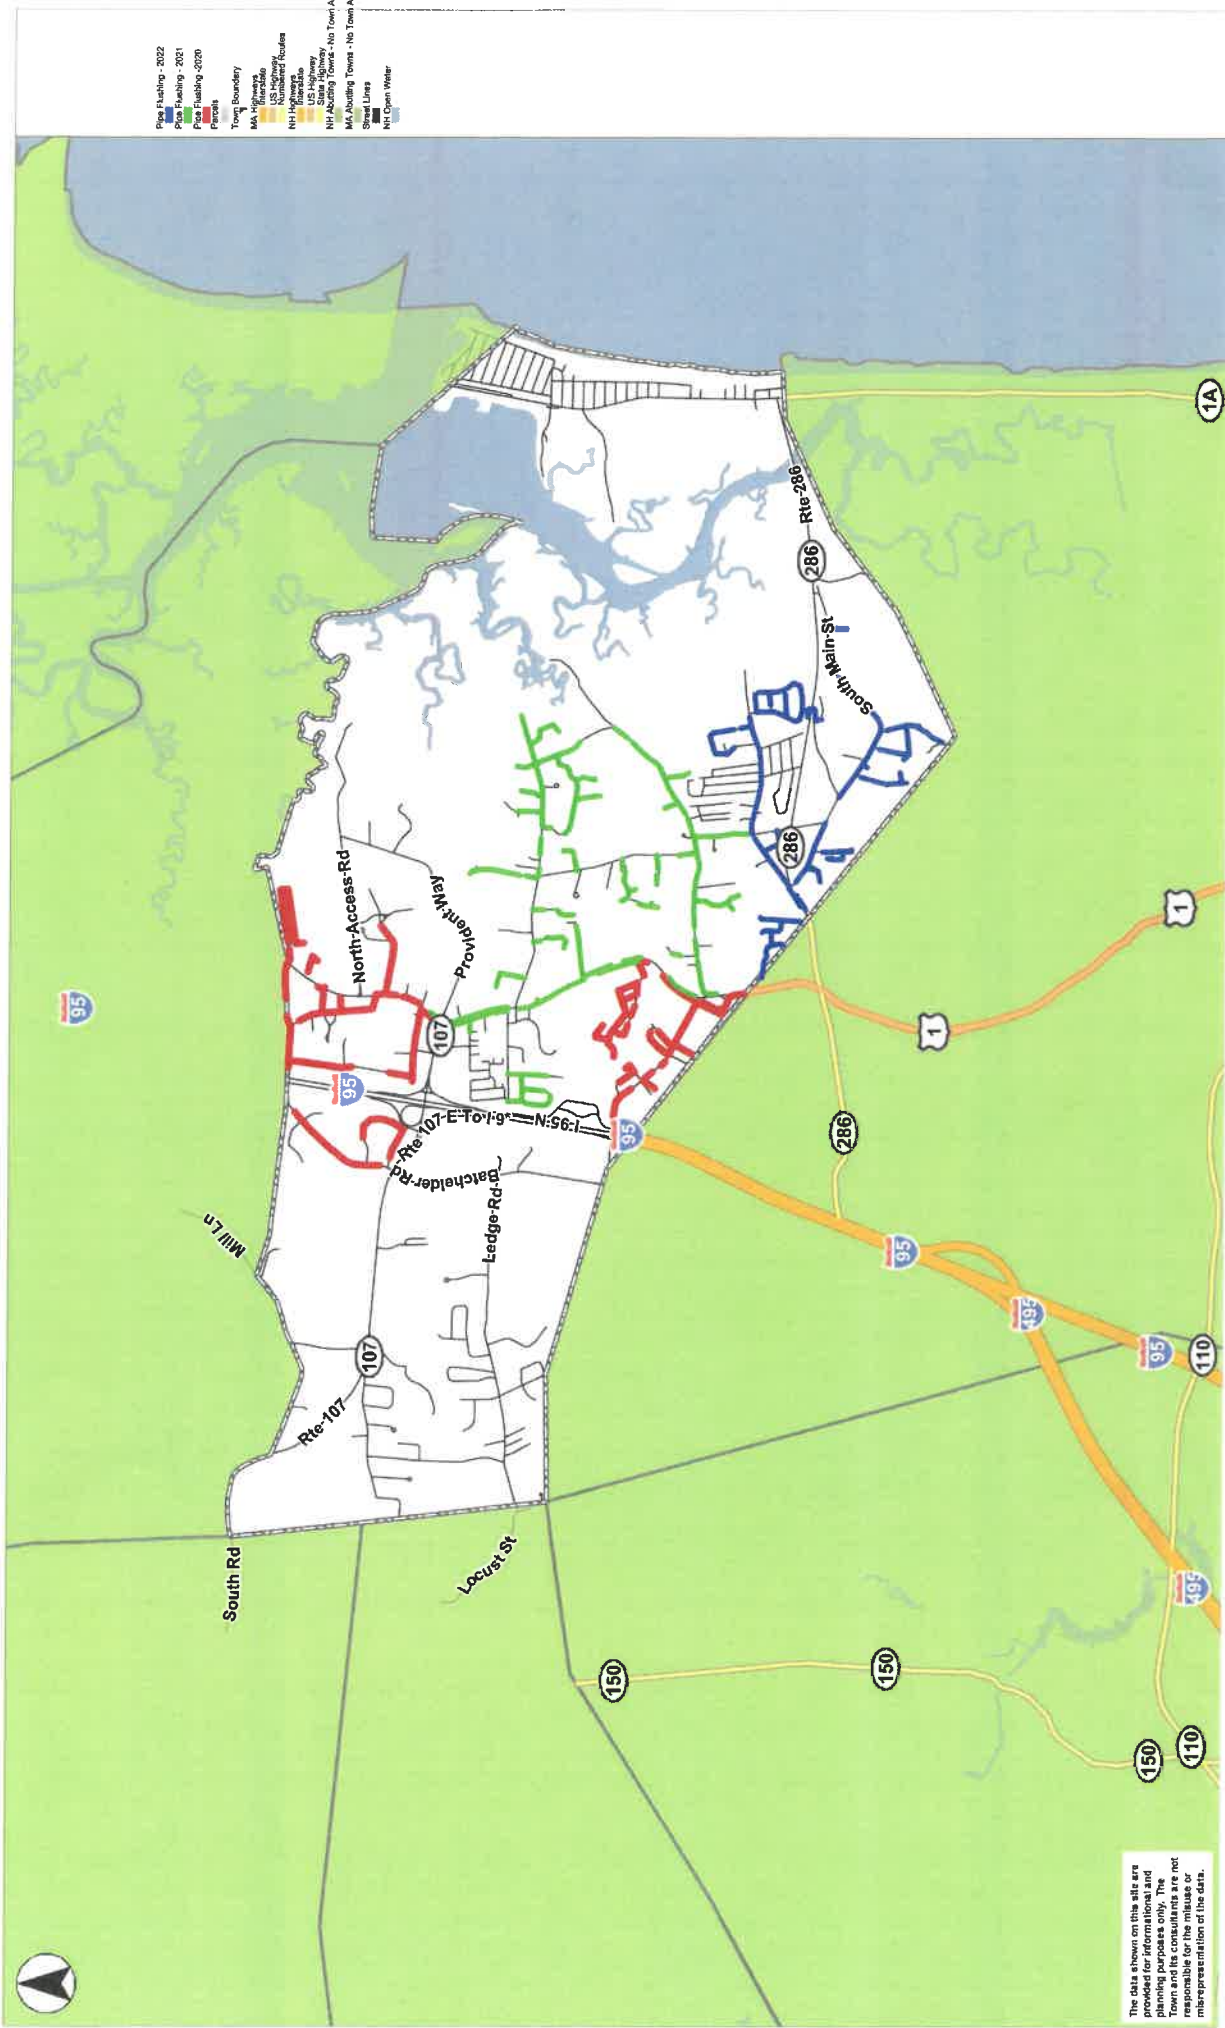 Pipe Flushing - 2022
Pipe Flushing - 2021
Pipe Flushing -2020
Parcels
Town Boundary
MA Highways
Interstate
US Highway
Numbered Routes
NH Highways
Interstate
US Highway
State Highway
NH Abutting Towns - No Town A
MA Abutting Towns - No Town A
Street Lines
NH Open Water
95
South Rd
Mill Ln
North-Access-Rd
Rte-107
107
95
107
Provident-Way
Locust St
Ledge-Rd
Batchelder-Rd
Rte-107-E-To-I-9
I-95-N
95
286
286
Rte-286
South-Main-St
150
150
150
110
495
495
95
95
110
286
1
1
1A
The data shown on this site are
provided for informational and
planning purposes only. The
Town and its consultants are not
responsible for the misuse or
misrepresentation of the data.